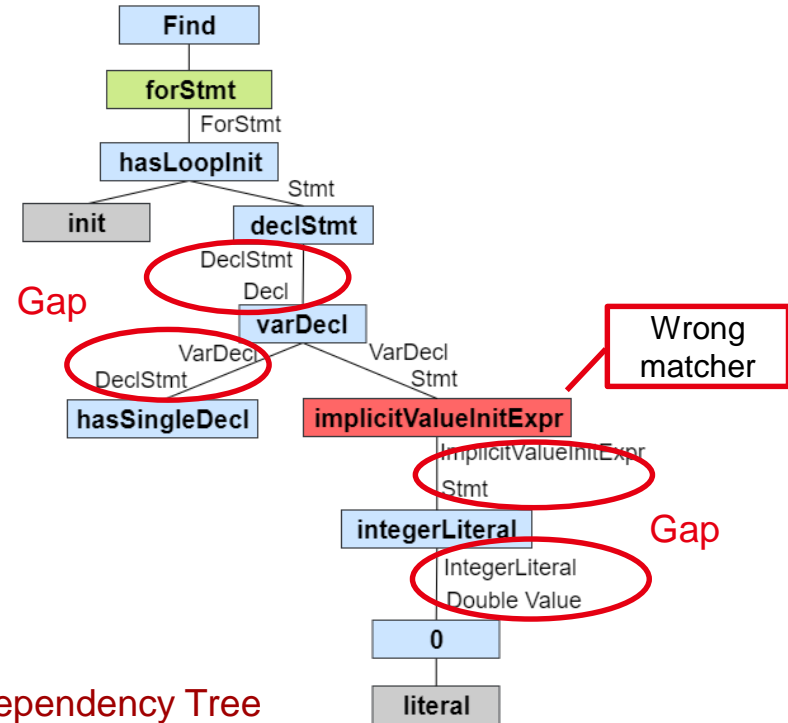 Find
forStmt
ForStmt
hasLoopInit
Stmt
init
declStmt
DeclStmt
Gap
Decl
varDecl
Wrong
matcher
VarDecl
VarDecl
DeclStmt
Stmt
hasSingleDecl
implicitValueInitExpr
ImplicitValueInitExpr
Stmt
integerLiteral
Gap
IntegerLiteral
Double Value
0
literal
ependency Tree